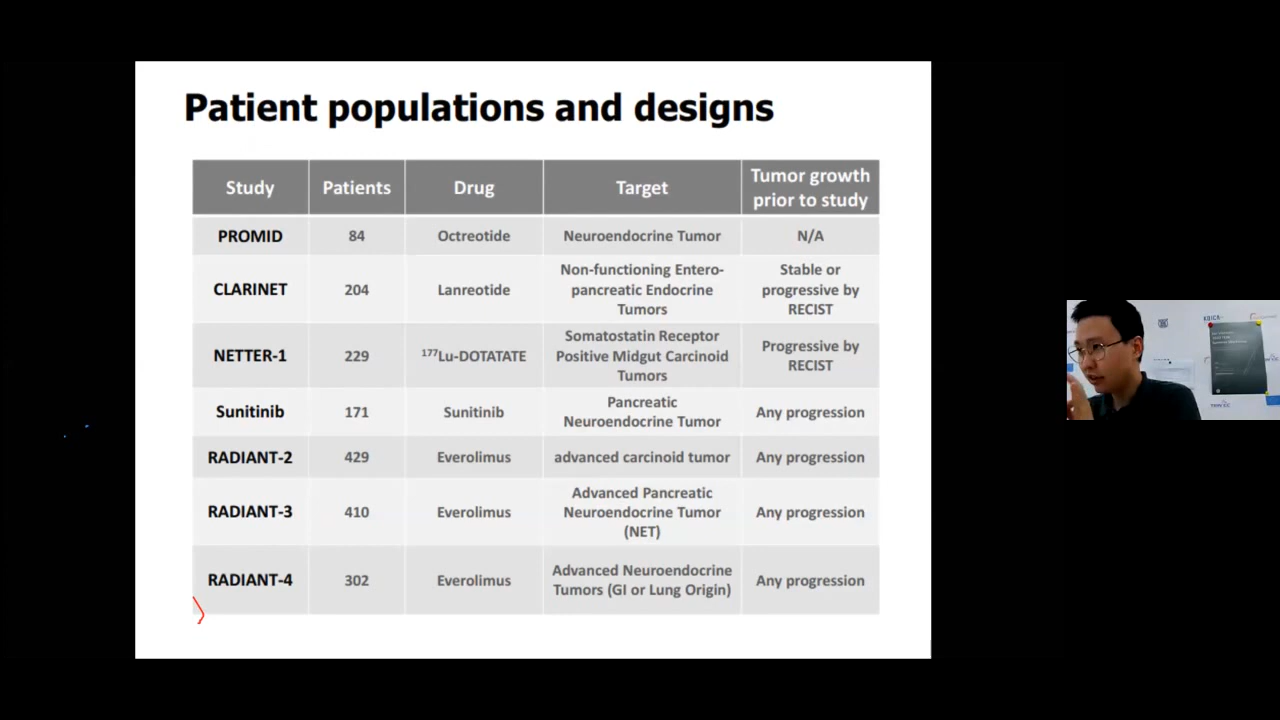 Patient populations and designs
Study Patients Drug Target Tumor growth
prior to study
PROMID 84 Octreotide Neuroendocrine Tumor N/A
CLARINET 204 Lanreotide Non-functioning Entero-
pancreatic Endocrine
Tumors Stable or
progressive by
RECIST
NETTER-1 229 ¹⁷⁷Lu-DOTATATE Somatostatin Receptor
Positive Midgut Carcinoid
Tumors Progressive by
RECIST
Sunitinib 171 Sunitinib Pancreatic
Neuroendocrine Tumor Any progression
RADIANT-2 429 Everolimus advanced carcinoid tumor Any progression
RADIANT-3 410 Everolimus Advanced Pancreatic
Neuroendocrine Tumor
(NET) Any progression
RADIANT-4 302 Everolimus Advanced Neuroendocrine
Tumors (GI or Lung Origin) Any progression